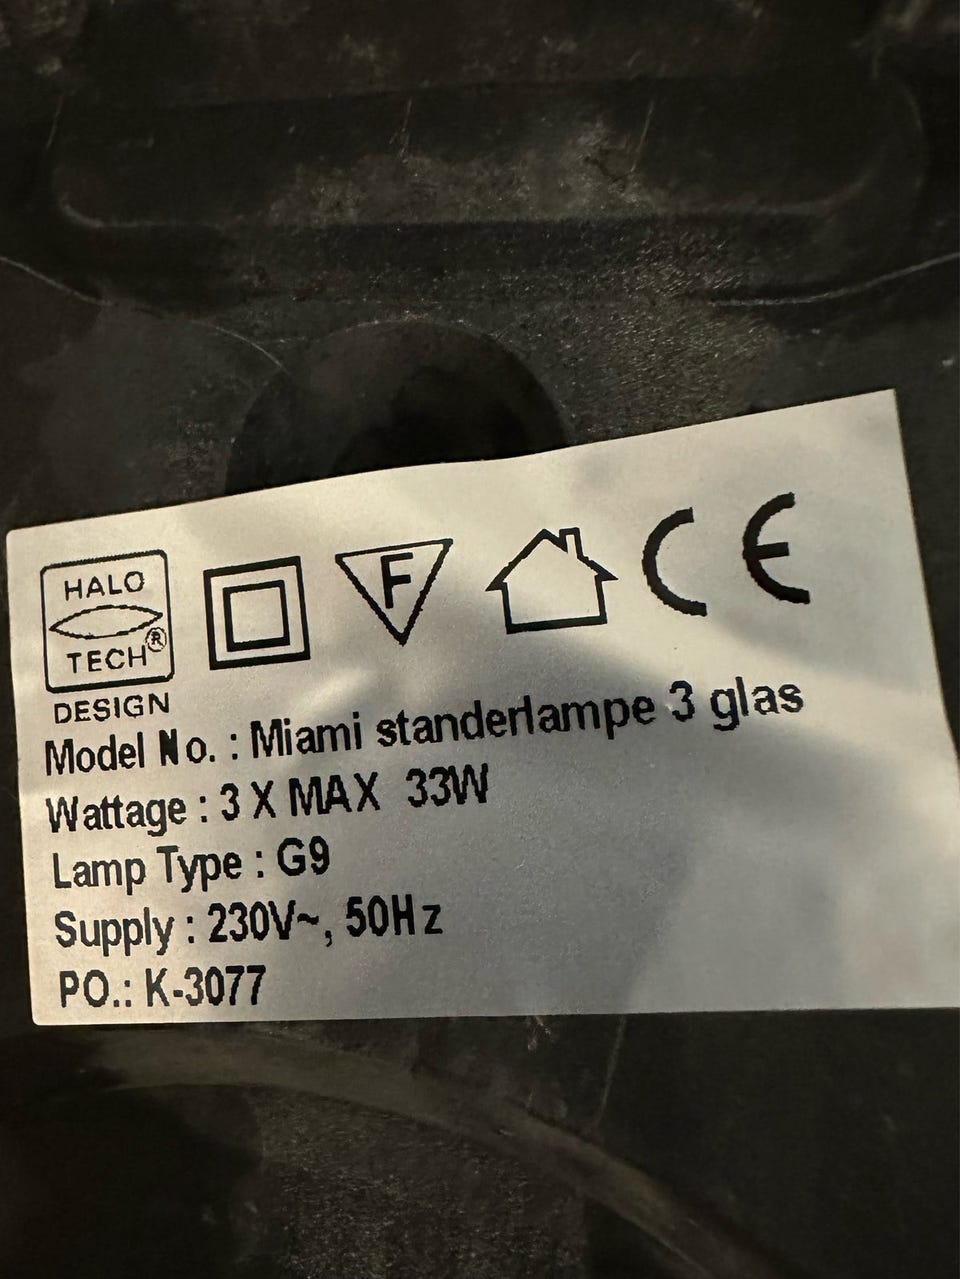 HALO
TECH®
DESIGN
F
CE
Model No. : Miami standerlampe 3 glas
Wattage : 3 X MAX 33W
Lamp Type : G9
Supply : 230V~, 50Hz
PO.: K-3077